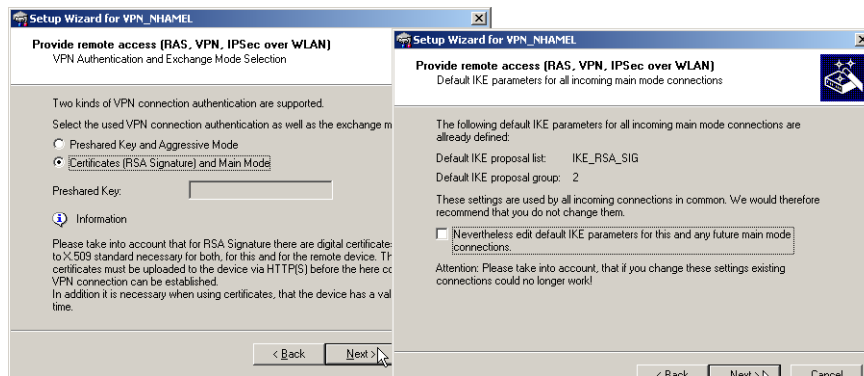 Setup Wizard for VPN_NHAMEL
Provide remote access (RAS, VPN, IPSec over WLAN)
VPN Authentication and Exchange Mode Selection
Two kinds of VPN connection authentication are supported.
Select the used VPN connection authentication as well as the exchange m
Preshared Key and Aggressive Mode
Certificates (RSA Signature) and Main Mode
Preshared Key:
Information
Please take into account that for RSA Signature there are digital certificate
to X.509 standard necessary for both, for this and for the remote device. Th
certificates must be uploaded to the device via HTTP(S) before the here co
VPN connection can be established.
In addition it is necessary when using certificates, that the device has a val
time.
< Back
Next >
Setup Wizard for VPN_NHAMEL
Provide remote access (RAS, VPN, IPSec over WLAN)
Default IKE parameters for all incoming main mode connections
The following default IKE parameters for all incoming main mode connections are
already defined:
Default IKE proposal list: IKE_RSA_SIG
Default IKE proposal group: 2
These settings are used by all incoming connections in common. We would therefore
recommend that you do not change them.
Nevertheless edit default IKE parameters for this and any future main mode
connections.
Attention: Please take into account, that if you change these settings existing
connections could no longer work!
< Back
Next >
Cancel